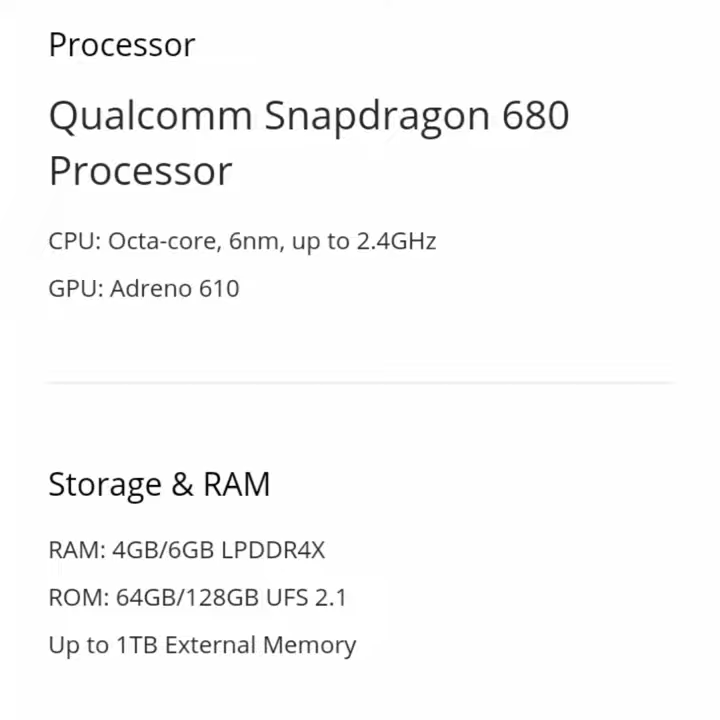 Processor
Qualcomm Snapdragon 680
Processor
CPU: Octa-core, 6nm, up to 2.4GHz
GPU: Adreno 610
Storage & RAM
RAM: 4GB/6GB LPDDR4X
ROM: 64GB/128GB UFS 2.1
Up to 1TB External Memory